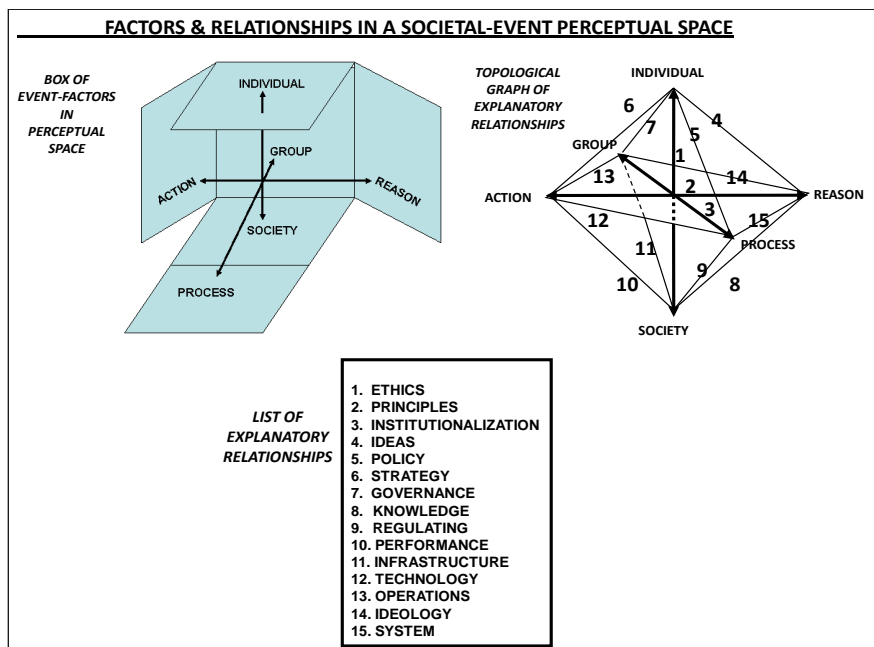 FACTORS & RELATIONSHIPS IN A SOCIETAL-EVENT PERCEPTUAL SPACE
BOX OF
EVENT-FACTORS
IN
PERCEPTUAL
SPACE
INDIVIDUAL
GROUP
ACTION
REASON
SOCIETY
PROCESS
TOPOLOGICAL
GRAPH OF
EXPLANATORY
RELATIONSHIPS
INDIVIDUAL
6
4
7
5
GROUP
1
13
2
14
ACTION
REASON
12
3
15
PROCESS
11
9
10
8
SOCIETY
LIST OF
EXPLANATORY
RELATIONSHIPS
1. ETHICS
2. PRINCIPLES
3. INSTITUTIONALIZATION
4. IDEAS
5. POLICY
6. STRATEGY
7. GOVERNANCE
8. KNOWLEDGE
9. REGULATING
10. PERFORMANCE
11. INFRASTRUCTURE
12. TECHNOLOGY
13. OPERATIONS
14. IDEOLOGY
15. SYSTEM